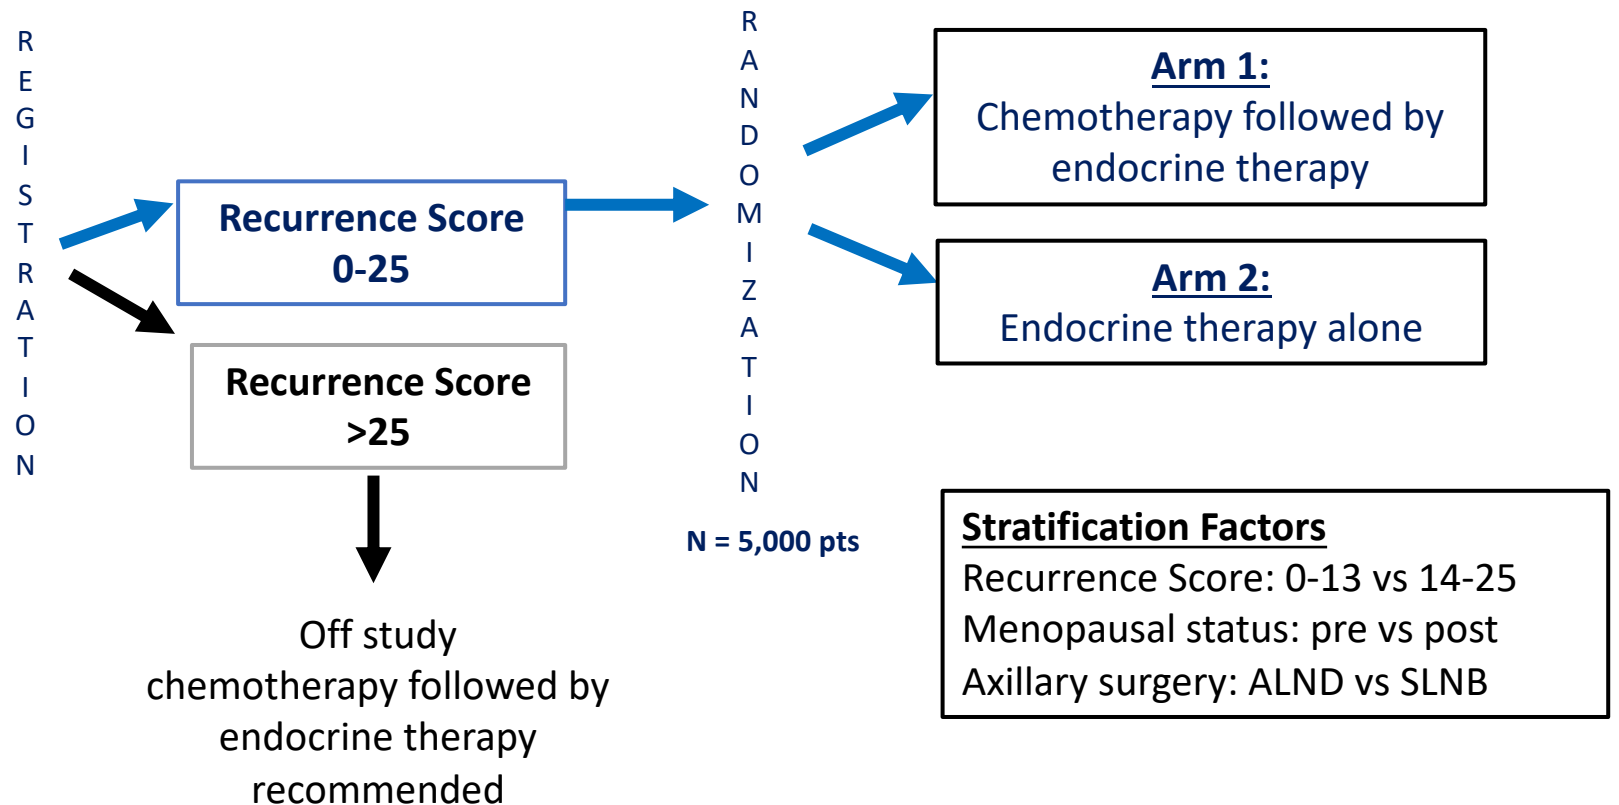 REGISTRATION
Recurrence Score
0-25
Recurrence Score
>25
Off study
chemotherapy followed by
endocrine therapy
recommended
RANDOMIZATION
N = 5,000 pts
Arm 1:
Chemotherapy followed by
endocrine therapy
Arm 2:
Endocrine therapy alone
Stratification Factors
Recurrence Score: 0-13 vs 14-25
Menopausal status: pre vs post
Axillary surgery: ALND vs SLNB